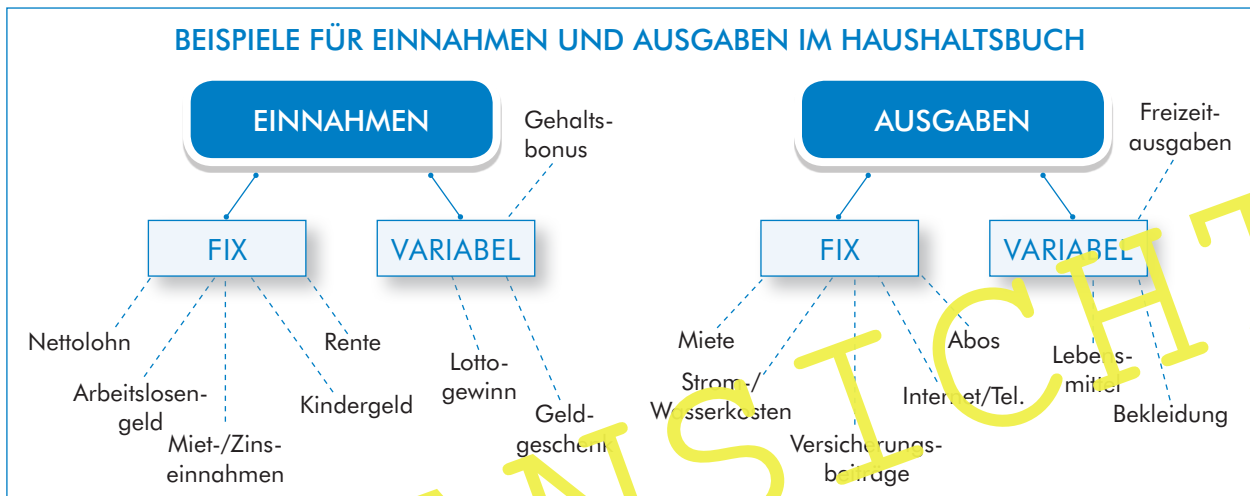 BEISPIELE FÜR EINNAHMEN UND AUSGABEN IM HAUSHALTSBUCH
EINNAHMEN
Gehalts-
bonus
FIX
VARIABEL
Nettolohn
Arbeitslosen-
geld
Miet-/Zins-
einnahmen
Kindergeld
Rente
Lotto-
gewinn
Geld-
geschenk
AUSGABEN
Freizeit-
ausgaben
FIX
VARIABEL
Miete
Strom-/
Wasserkosten
Versicherungs-
beiträge
Internet/Tel.
Abos
Lebens-
mittel
Bekleidung
NSICHT